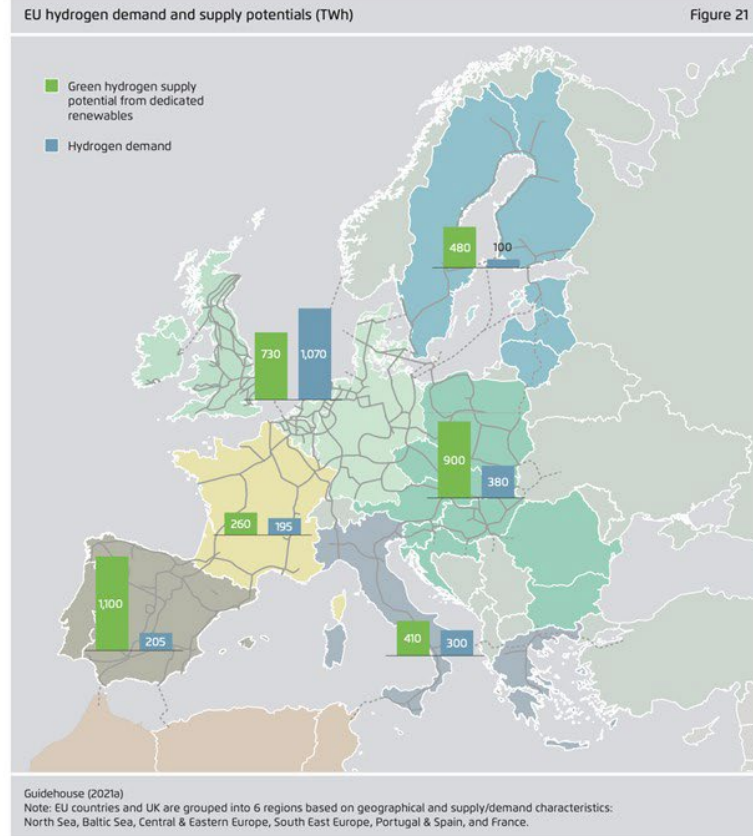 EU hydrogen demand and supply potentials (TWh)
Figure 21
Green hydrogen supply
potential from dedicated
renewables
Hydrogen demand
480
100
730
1,070
900
380
260
195
1,100
205
410
300
Guidehouse (2021a)
Note: EU countries and UK are grouped into 6 regions based on geographical and supply/demand characteristics:
North Sea, Baltic Sea, Central & Eastern Europe, South East Europe, Portugal & Spain, and France.